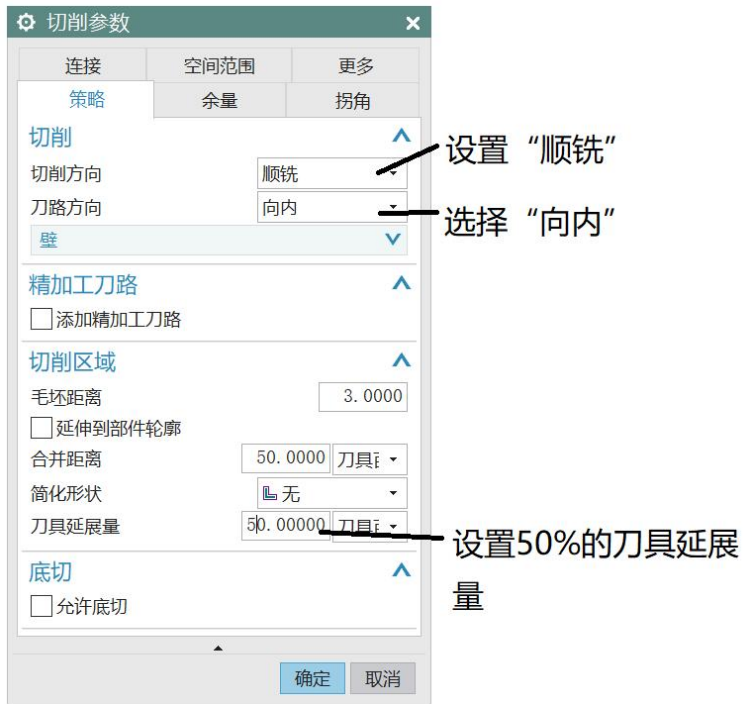 切削参数
连接 空间范围 更多
策略 余量 拐角
切削
切削方向 顺铣
设置“顺铣”
刀路方向 向内
选择“向内”
壁
精加工刀路
添加精加工刀路
切削区域
毛坯距离 3.0000
延伸到部件轮廓
合并距离 50.0000 刀具
简化形状 无
刀具延展量 50.00000 刀具
设置50%的刀具延展
量
底切
允许底切
确定 取消